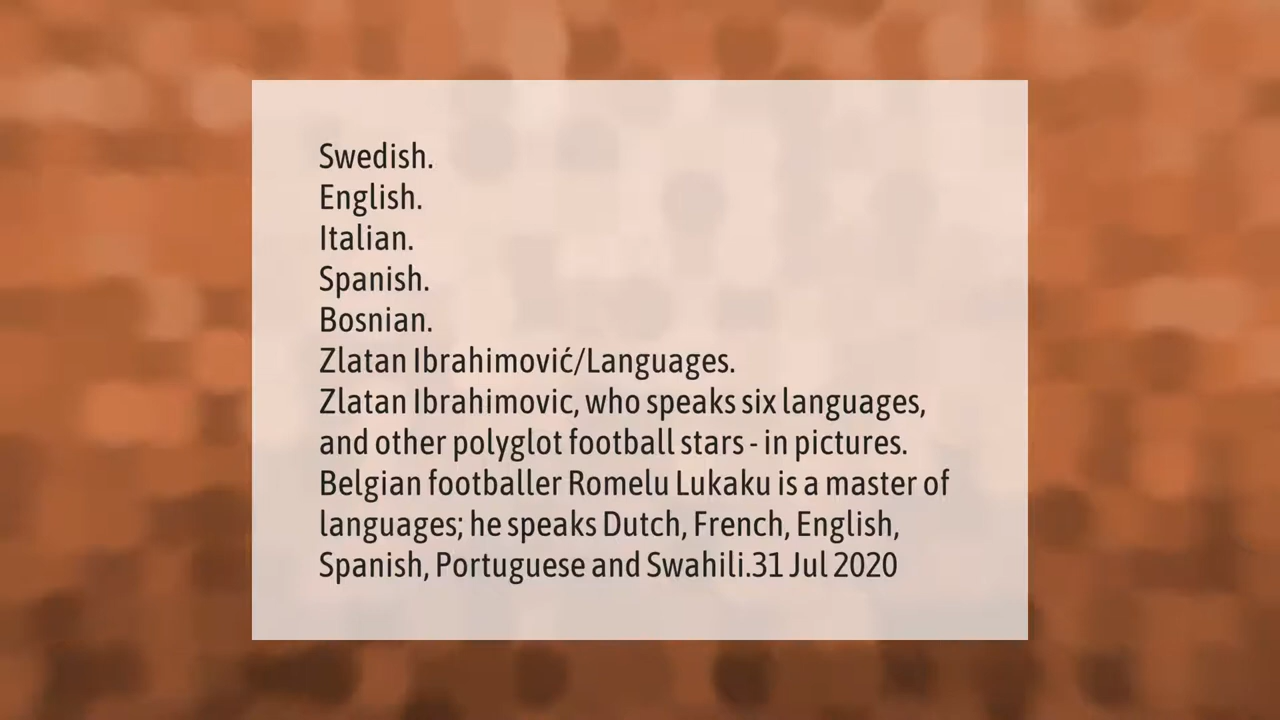 Swedish.
English.
Italian.
Spanish.
Bosnian.
Zlatan Ibrahimović/Languages.
Zlatan Ibrahimovic, who speaks six languages,
and other polyglot football stars - in pictures.
Belgian footballer Romelu Lukaku is a master of
languages; he speaks Dutch, French, English,
Spanish, Portuguese and Swahili.31 Jul 2020